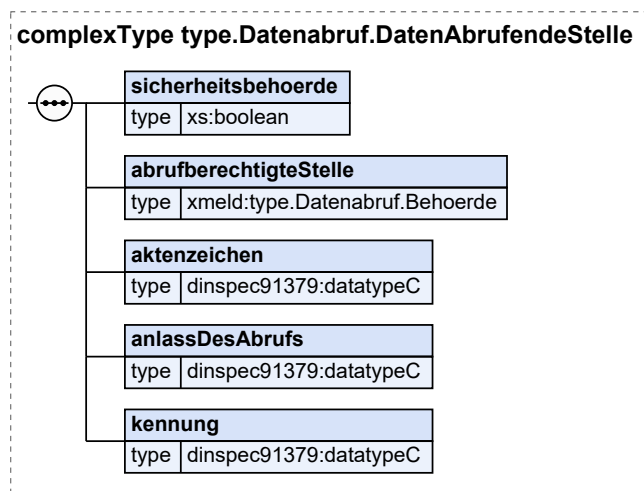 complexType type.Datenabruf.DatenAbrufendeStelle
sicherheitsbehoerde
type xs:boolean
abrufberechtigteStelle
type xmeld:type.Datenabruf.Behoerde
aktenzeichen
type dinspec91379:datatypeC
anlassDesAbrufs
type dinspec91379:datatypeC
kennung
type dinspec91379:datatypeC